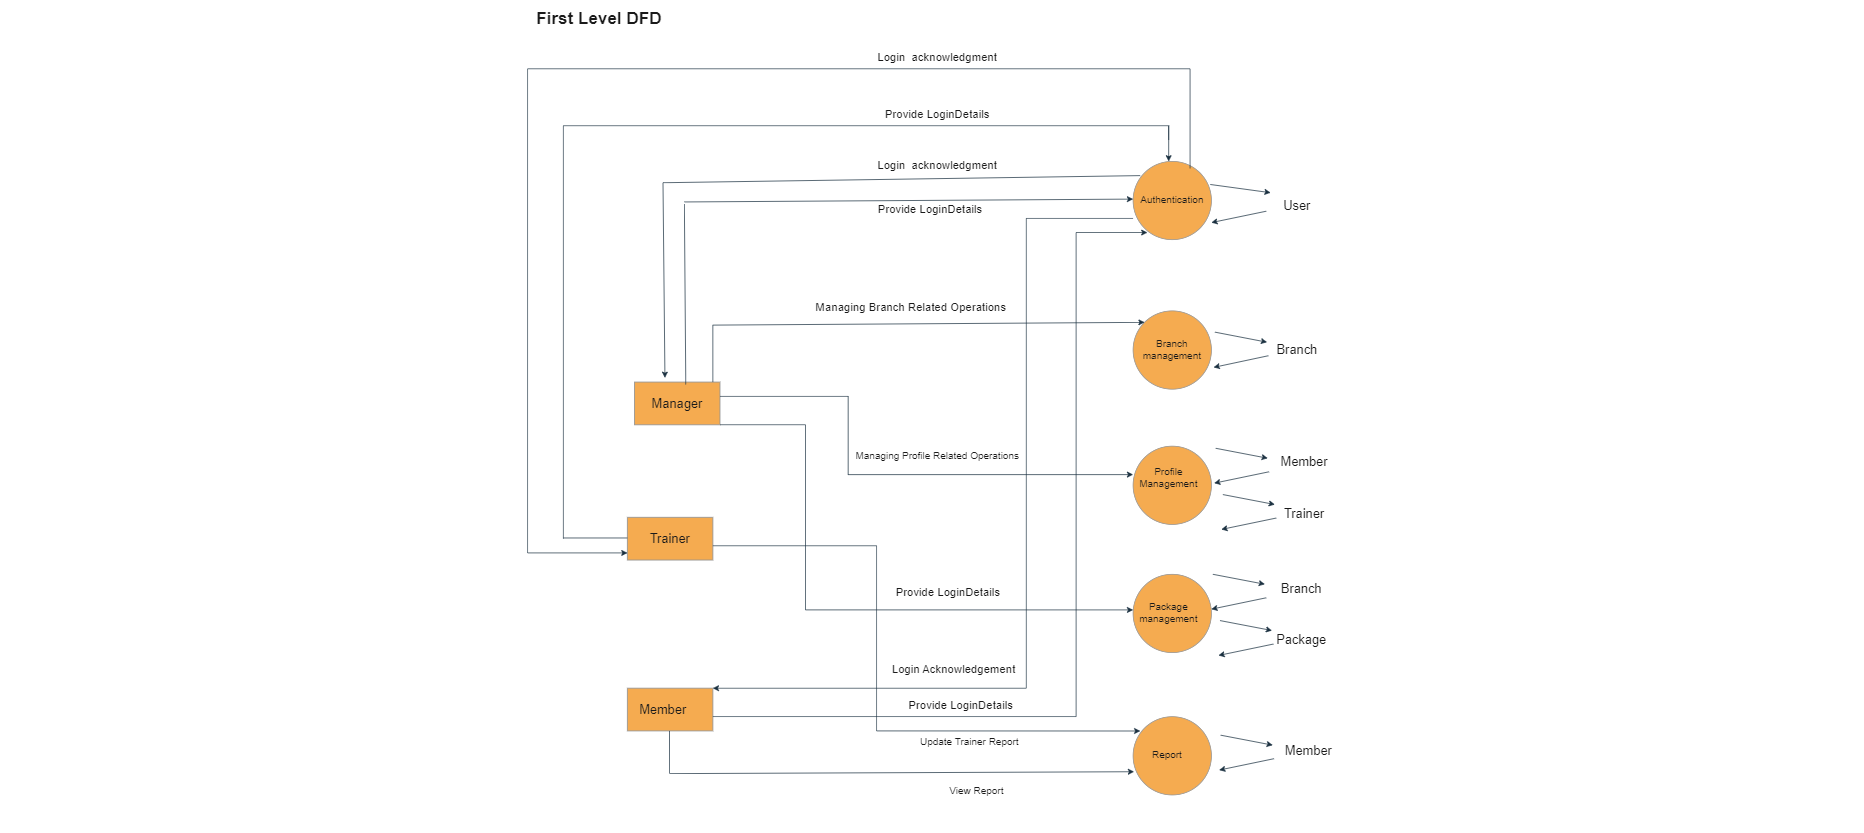 First Level DFD
Login  acknowledgment
Provide LoginDetails
Login  acknowledgment
Provide LoginDetails
Authentication
User
Managing Branch Related Operations
Branch
management
Branch
Manager
Managing Profile Related Operations
Profile
Management
Member
Trainer
Trainer
Provide LoginDetails
Package
management
Branch
Package
Login Acknowledgement
Member
Provide LoginDetails
Update Trainer Report
Report
Member
View Report